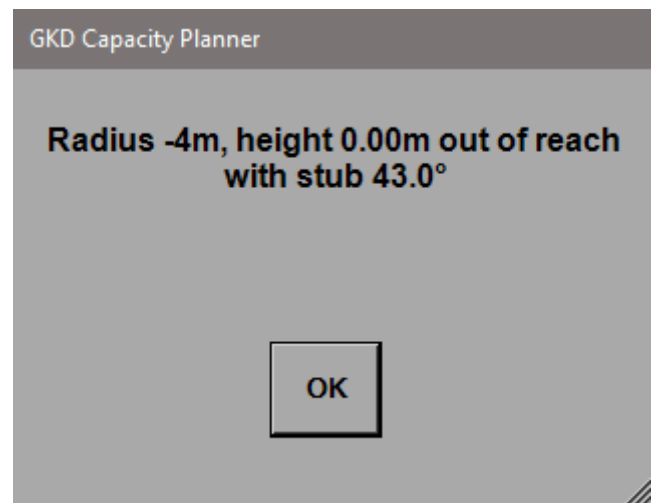 GKD Capacity Planner
Radius -4m, height 0.00m out of reach
with stub 43.0°
OK